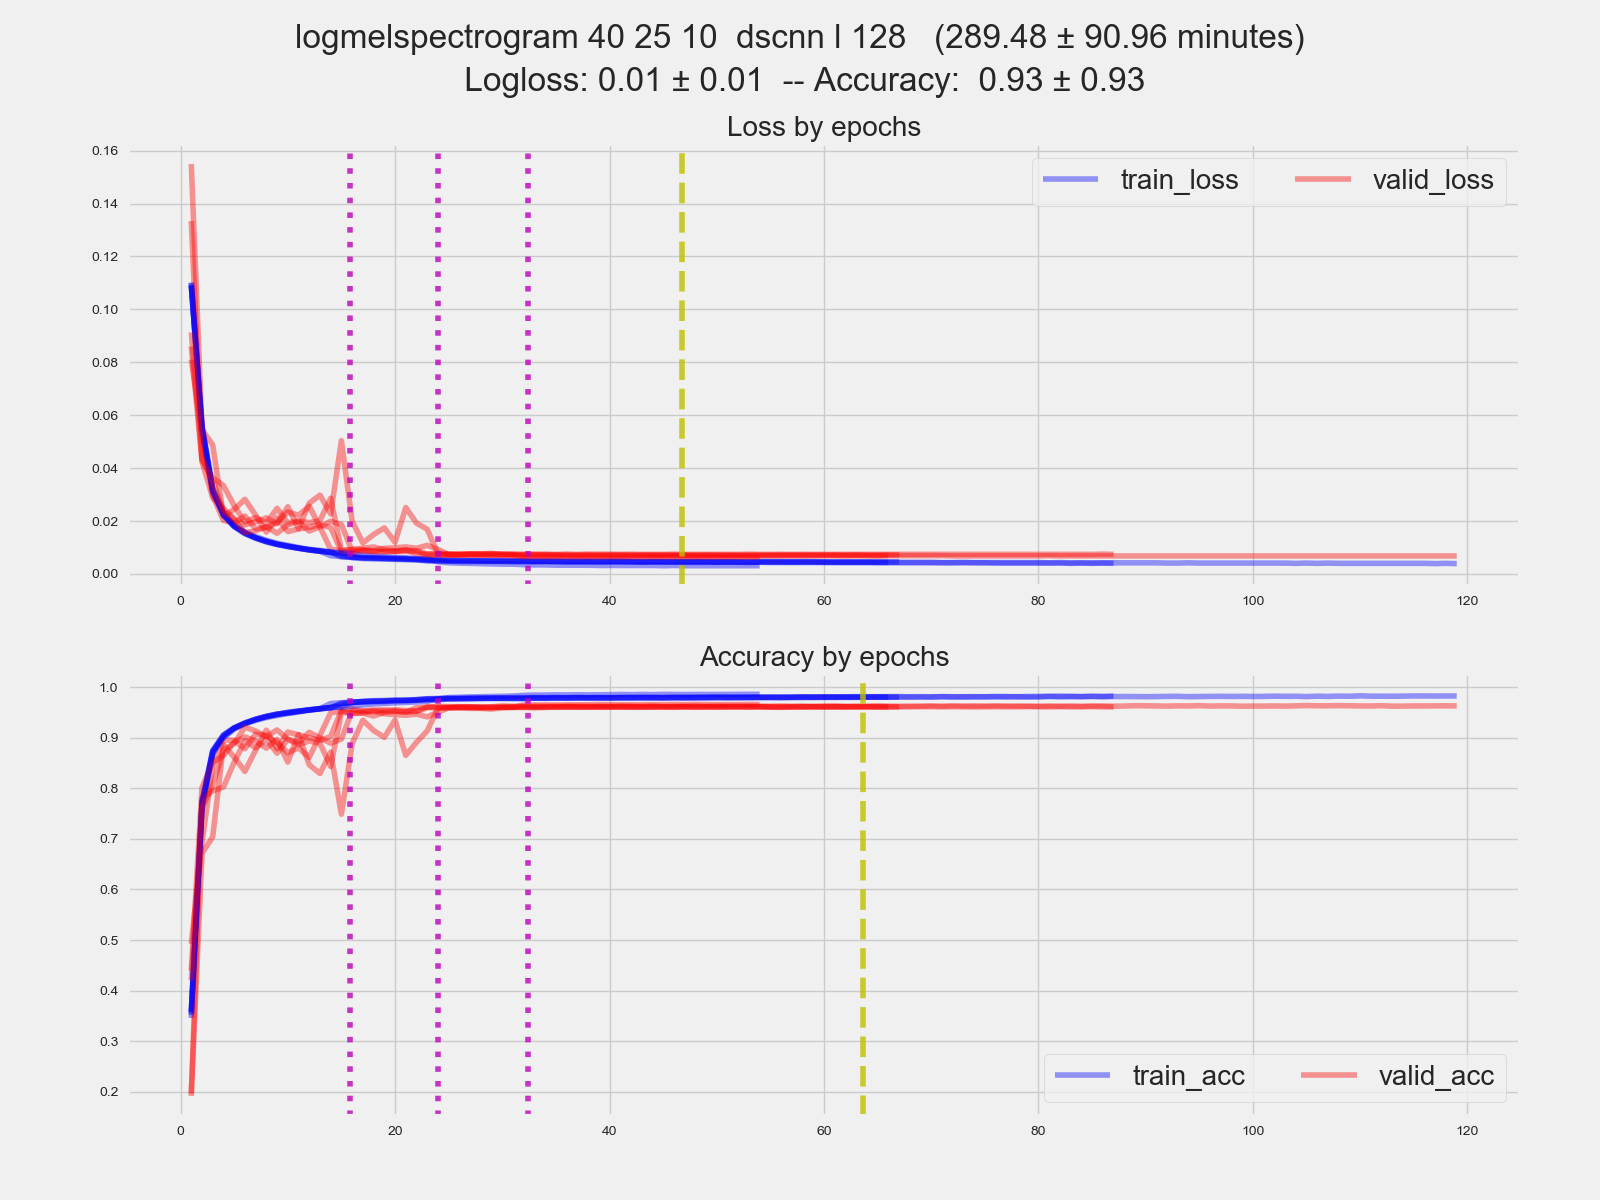 logmelspectrogram 40 25 10  dscnn l 128   (289.48 ± 90.96 minutes)
Logloss: 0.01 ± 0.01  -- Accuracy:  0.93 ± 0.93
Loss by epochs
train_loss valid_loss
0.16
0.14
0.12
0.10
0.08
0.06
0.04
0.02
0.00
0 20 40 60 80 100 120
Accuracy by epochs
1.0
0.9
0.8
0.7
0.6
0.5
0.4
0.3
0.2
train_acc valid_acc
0 20 40 60 80 100 120